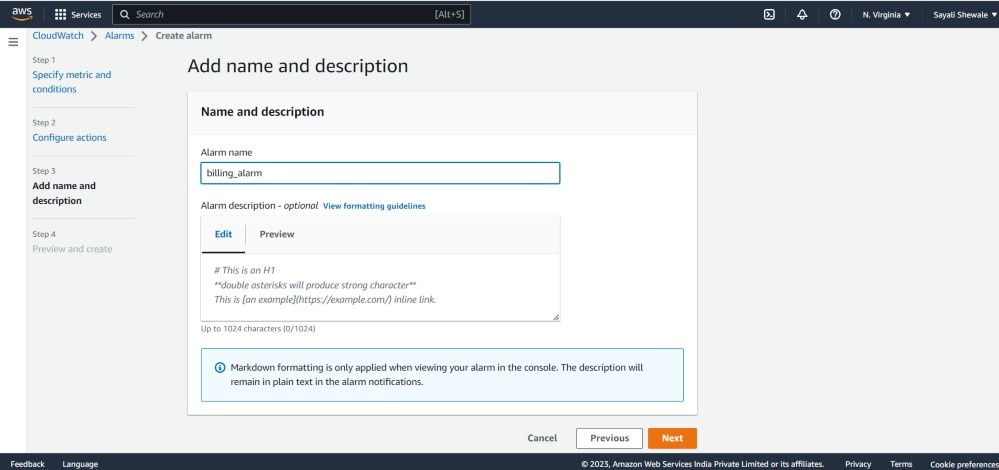 aws
Services
Search
[Alt+S]
N. Virginia
Sayali Shewale
CloudWatch
Alarms
Create alarm
Step 1
Specify metric and
conditions
Step 2
Configure actions
Step 3
Add name and
description
Step 4
Preview and create
Add name and description
Name and description
Alarm name
billing_alarm
Alarm description - optional View formatting guidelines
Edit
Preview
# This is an H1
**double asterisks will produce strong character**
This is [an example](https://example.com/) inline link.
Up to 1024 characters (0/1024)
Markdown formatting is only applied when viewing your alarm in the console. The description will
remain in plain text in the alarm notifications.
Cancel
Previous
Next
Feedback
Language
© 2023, Amazon Web Services India Private Limited or its affiliates.
Privacy
Terms
Cookie preferences